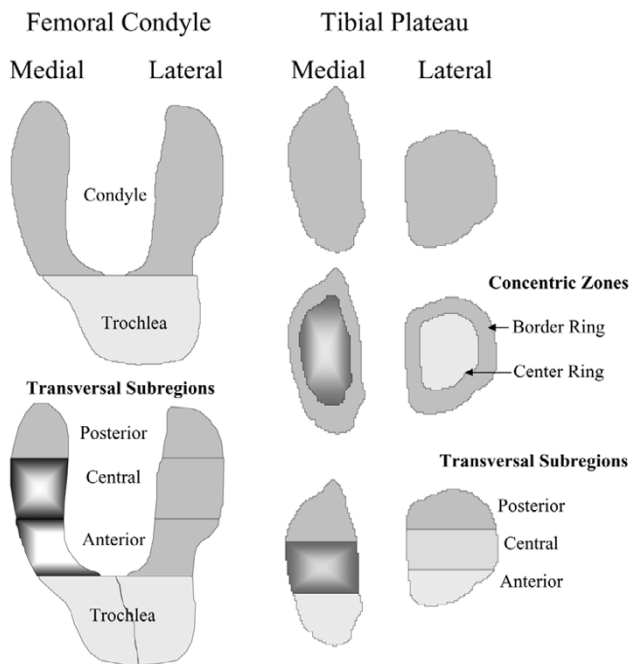 Femoral Condyle
Tibial Plateau
Medial
Lateral
Medial
Lateral
Condyle
Trochlea
Concentric Zones
Border Ring
Center Ring
Transversal Subregions
Posterior
Central
Anterior
Trochlea
Transversal Subregions
Posterior
Central
Anterior